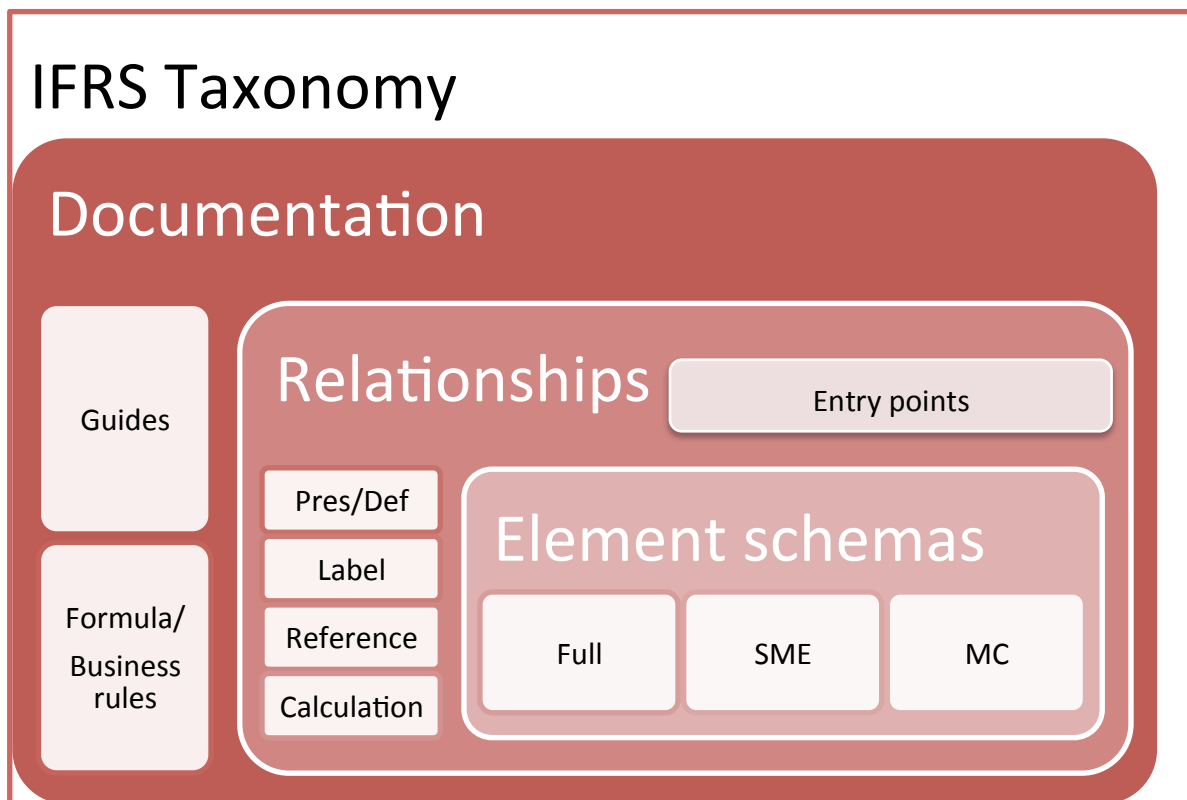 IFRS Taxonomy
Documentation
Guides
Formula/
Business
rules
Relationships
Entry points
Pres/Def
Label
Reference
Calculation
Element schemas
Full
SME
MC